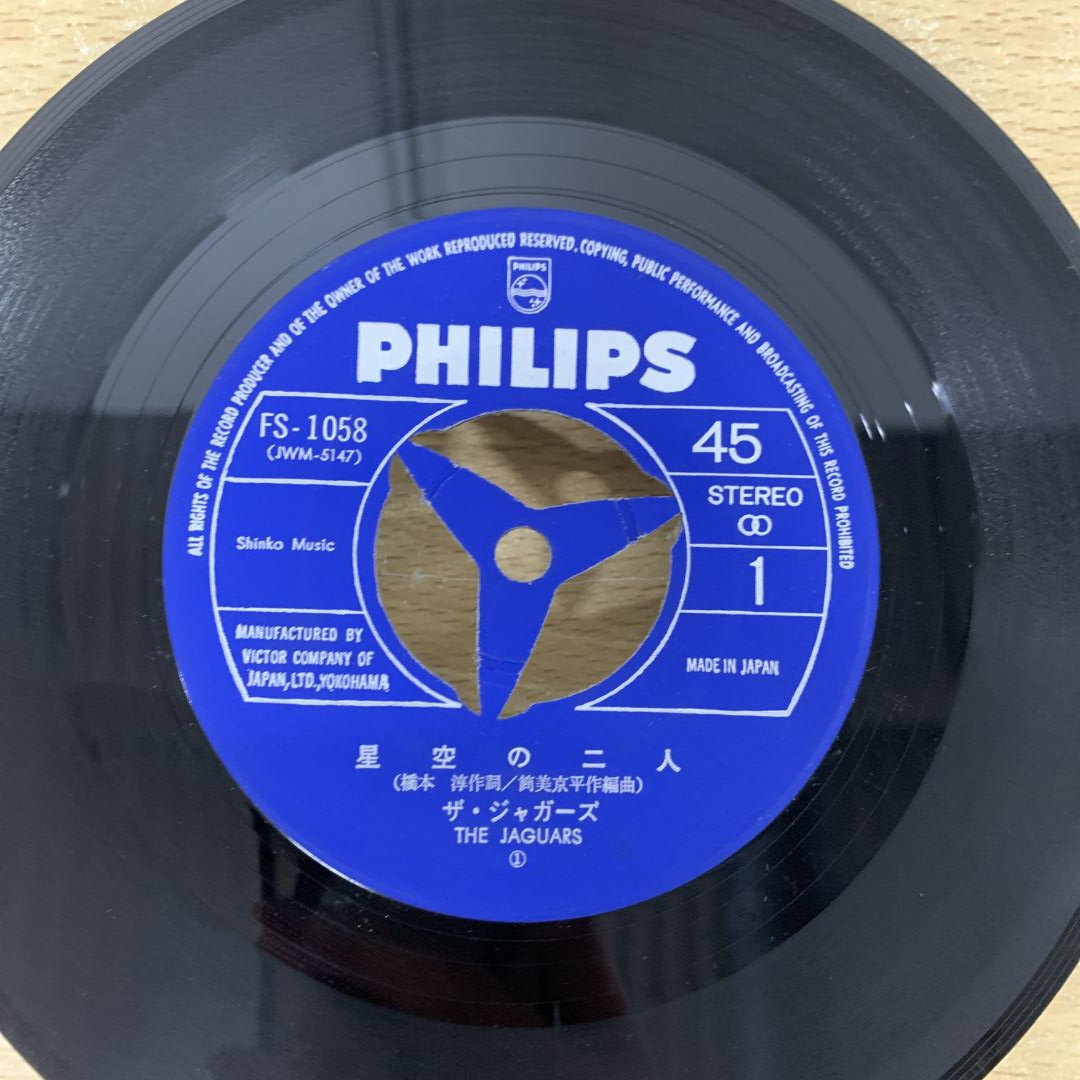 ALL RIGHTS OF THE RECORD PRODUCER AND OF THE OWNER OF THE WORK REPRODUCED RESERVED. COPYING, PUBLIC PERFORMANCE AND BROADCASTING OF THIS RECORD PROHIBITED
PHILIPS
PHILIPS
FS-1058
(JWM-5147)
Shinko Music
MANUFACTURED BY
VICTOR COMPANY OF
JAPAN,LTD.,YOKOHAMA
45
STEREO
1
MADE IN JAPAN
星空の二人
(橋本 淳作詞/筒美京平作編曲)
ザ・ジャガーズ
THE JAGUARS
①